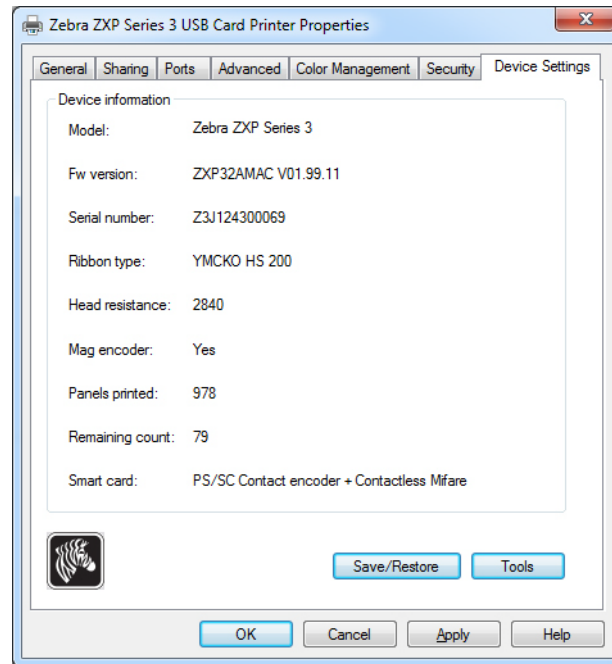 Zebra ZXP Series 3 USB Card Printer Properties
General Sharing Ports Advanced Color Management Security Device Settings
Device information
Model: Zebra ZXP Series 3
Fw version: ZXP32AMAC V01.99.11
Serial number: Z3J124300069
Ribbon type: YMCKO HS 200
Head resistance: 2840
Mag encoder: Yes
Panels printed: 978
Remaining count: 79
Smart card: PS/SC Contact encoder + Contactless Mifare
Save/Restore Tools
OK Cancel Apply Help